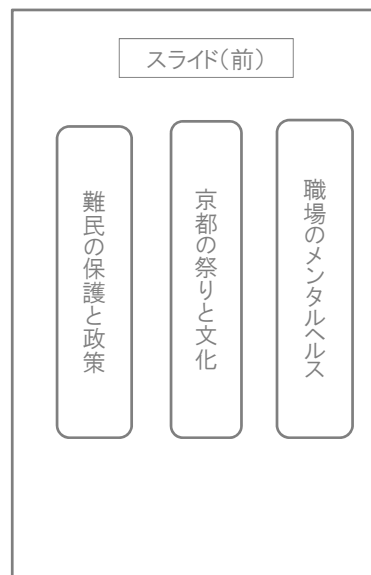 スライド（前）
職場のメンタルヘルス
京都の祭りと文化
難民の保護と政策